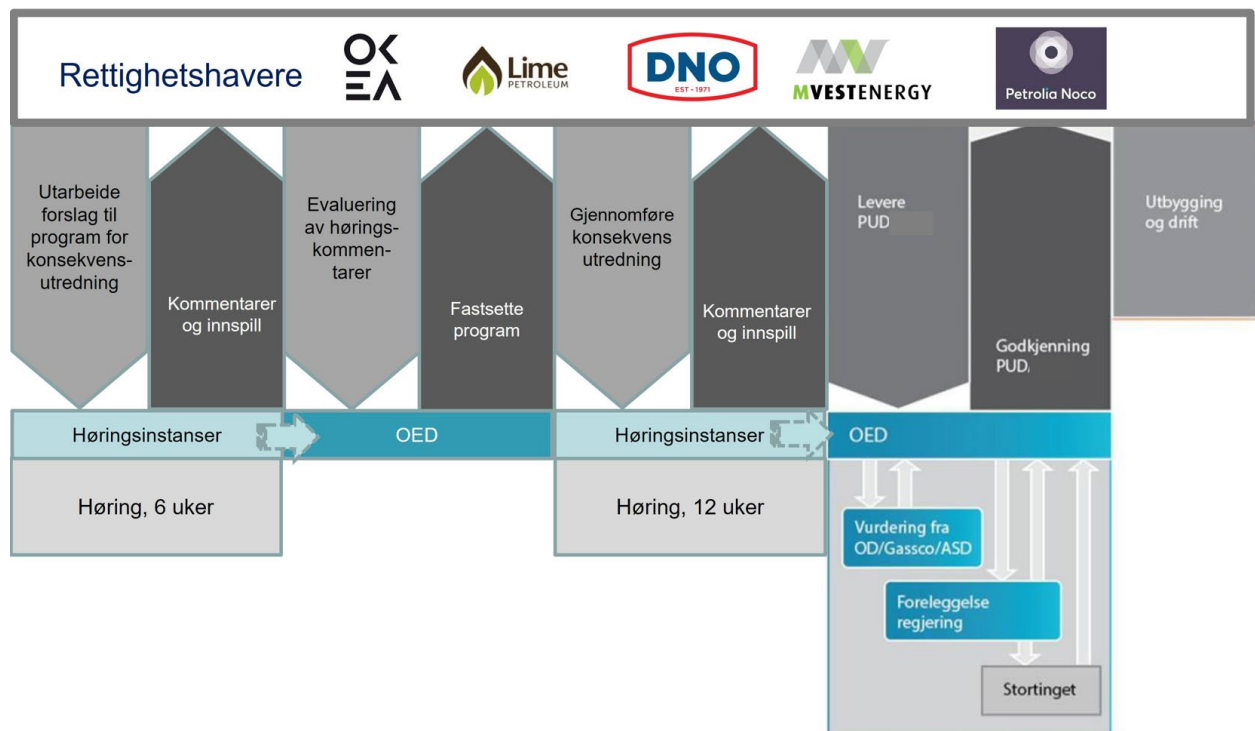 Rettighetshavere
OKEA
Lime
PETROLEUM
DNO
EST - 1971
MVESTENERGY
Petrolia Noco
Utarbeide
forslag til
program for
konsekvens-
utredning
Kommentarer
og innspill
Evaluering
av hørings-
kommen-
tarer
Fastsette
program
Gjennomføre
konsekvens
utredning
Kommentarer
og innspill
Levere
PUD
Godkjenning
PUD
Utbygging
og drift
Høringsinstanser
OED
Høringsinstanser
OED
Høring, 6 uker
Høring, 12 uker
Vurdering fra
OD/Gassco/ASD
Foreleggelse
regjering
Stortinget